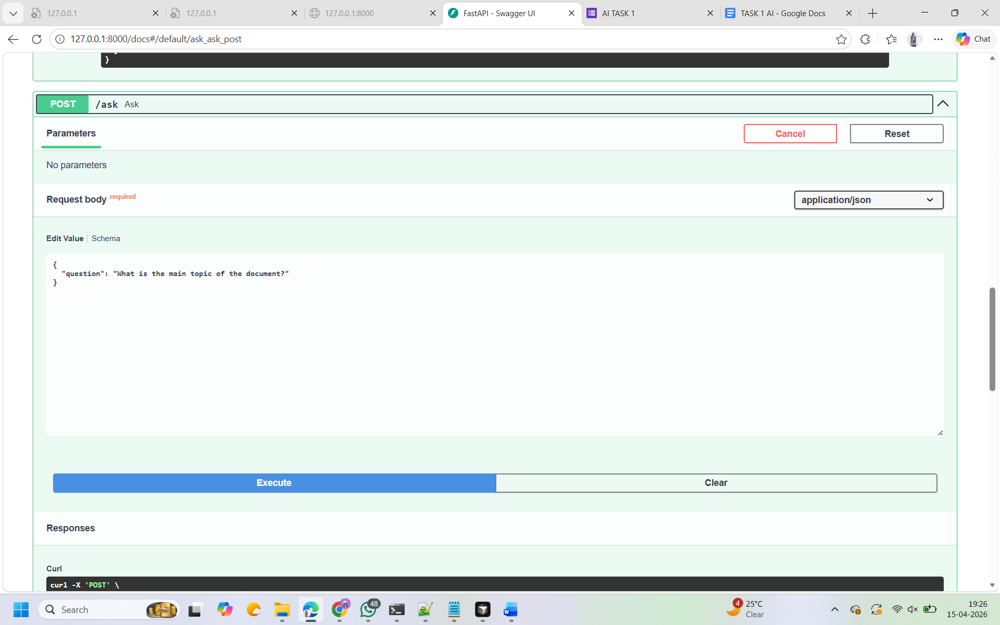 127.0.0.1
127.0.0.1
127.0.0.1:8000
FastAPI - Swagger UI
AI TASK 1
TASK 1 AI - Google Docs
127.0.0.1:8000/docs#/default/ask_ask_post
Chat
}
POST /ask Ask
Parameters
Cancel
Reset
No parameters
Request body required
application/json
Edit Value | Schema
{
"question": "What is the main topic of the document?"
}
Execute
Clear
Responses
Curl
curl -X 'POST' \
Search
48
4
25°C
Clear
19:26
15-04-2026